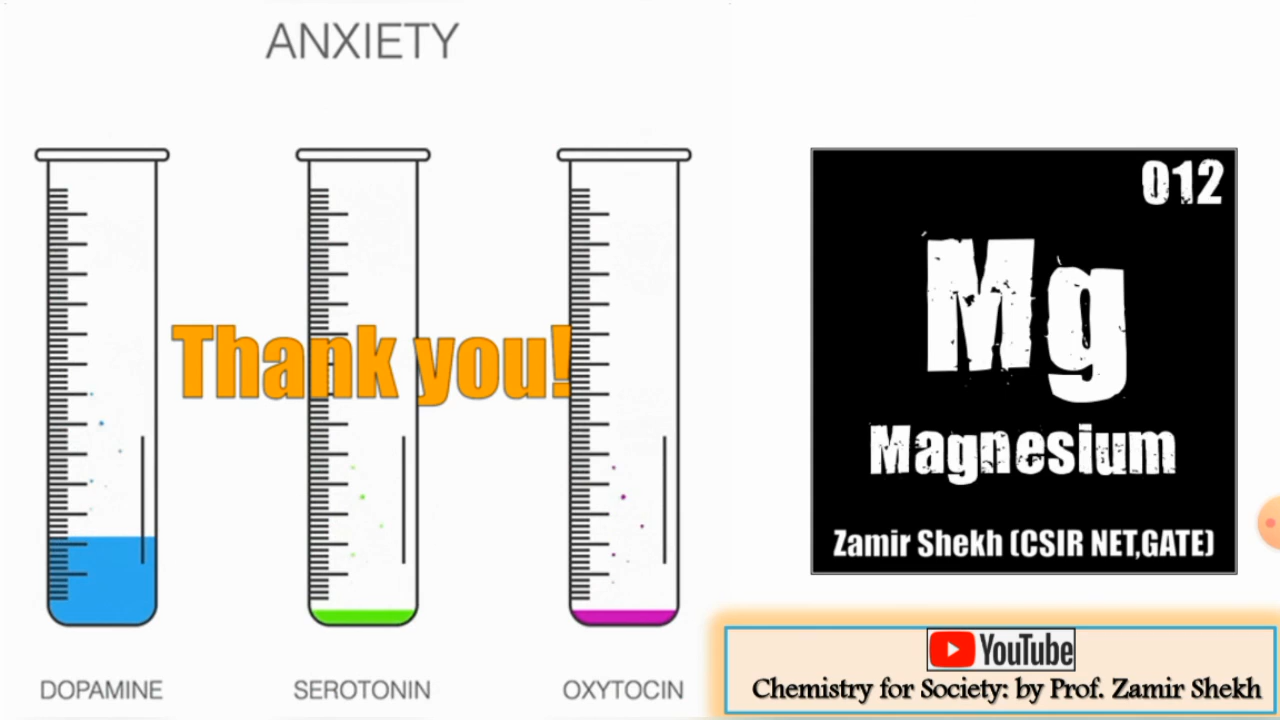 ANXIETY
Thank you!
DOPAMINE
SEROTONIN
OXYTOCIN
012
Mg
Magnesium
Zamir Shekh (CSIR NET,GATE)
YouTube
Chemistry for Society: by Prof. Zamir Shekh